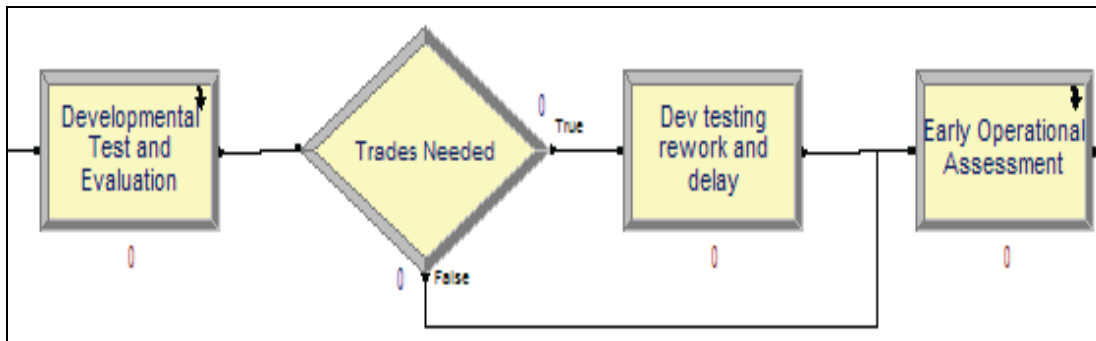 Developmental
Test and
Evaluation
0
Trades Needed
0
True
0
False
Dev testing
rework and
delay
0
Early Operational
Assessment
0